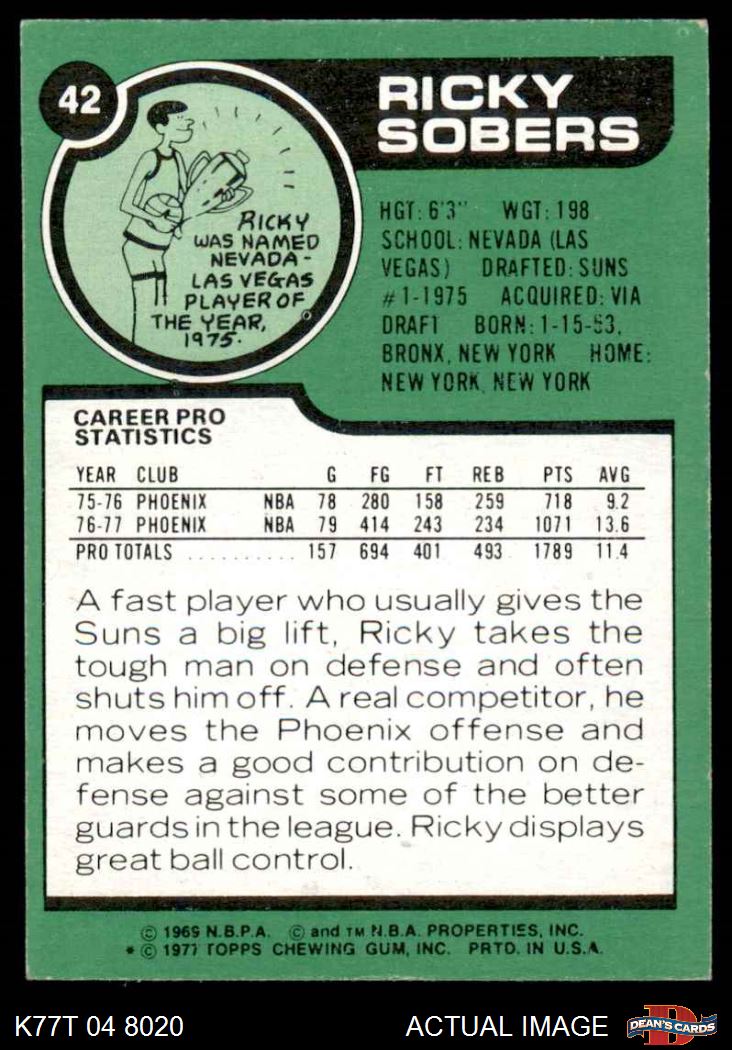 42
RICKY
SOBERS
RICKY
WAS NAMED
NEVADA-
LAS VEGAS
PLAYER OF
THE YEAR,
1975.
HGT: 6'3" WGT: 198
SCHOOL: NEVADA (LAS
VEGAS) DRAFTED: SUNS
#1-1975 ACQUIRED: VIA
DRAFT BORN: 1-15-53,
BRONX, NEW YORK HOME:
NEW YORK, NEW YORK
CAREER PRO
STATISTICS
YEAR CLUB G FG FT REB PTS AVG
75-76 PHOENIX NBA 78 280 158 259 718 9.2
76-77 PHOENIX NBA 79 414 243 234 1071 13.6
PRO TOTALS .......... 157 694 401 493 1789 11.4
A fast player who usually gives the
Suns a big lift, Ricky takes the
tough man on defense and often
shuts him off. A real competitor, he
moves the Phoenix offense and
makes a good contribution on de-
fense against some of the better
guards in the league. Ricky displays
great ball control.
© 1969 N.B.P.A. © and TM N.B.A. PROPERTIES, INC.
* © 1977 TOPPS CHEWING GUM, INC. PRTD. IN U.S.A.
K77T 04 8020 ACTUAL IMAGE
DEAN'S CARDS